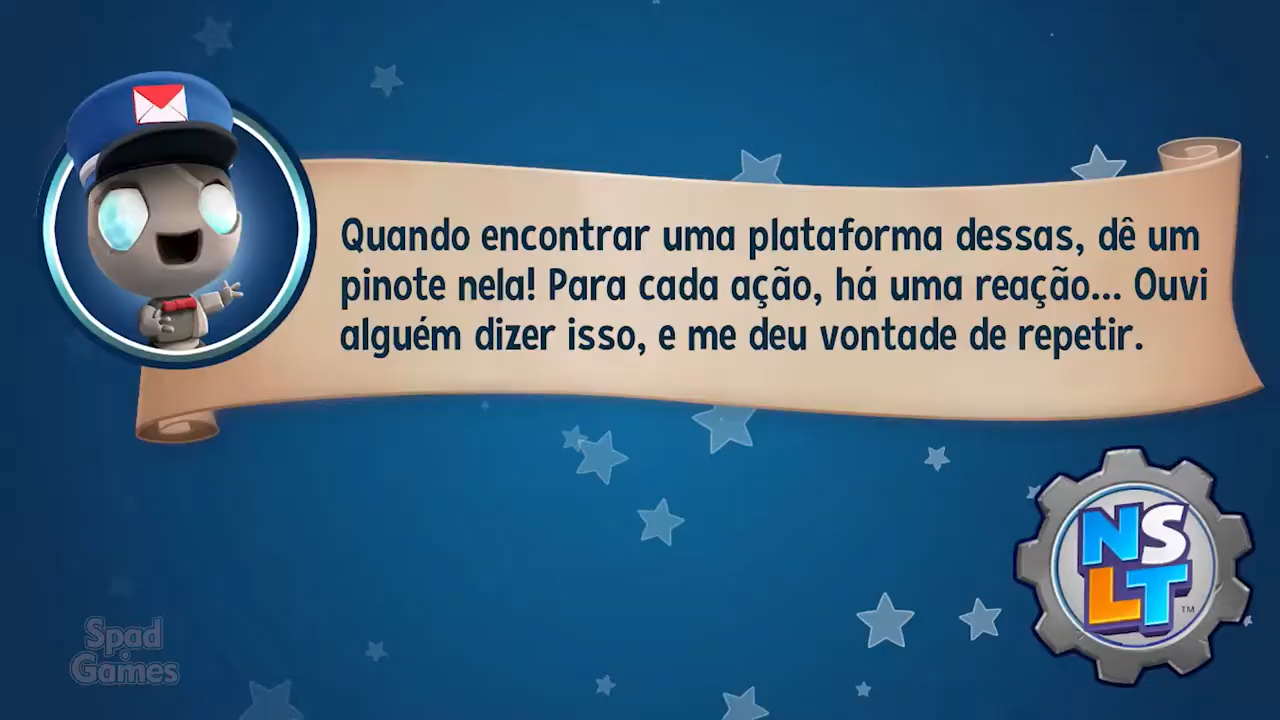 Quando encontrar uma plataforma dessas, dê um
pinote nela! Para cada ação, há uma reação... Ouvi
alguém dizer isso, e me deu vontade de repetir.
NS
LT
TM
Spad
Games